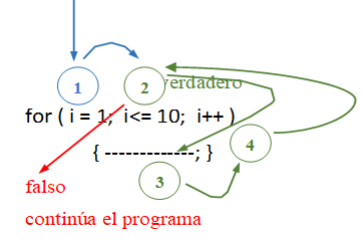 1 2 verdadero
for ( i = 1; i<= 10; i++ )
{ -------------; } 4
3
falso
continúa el programa